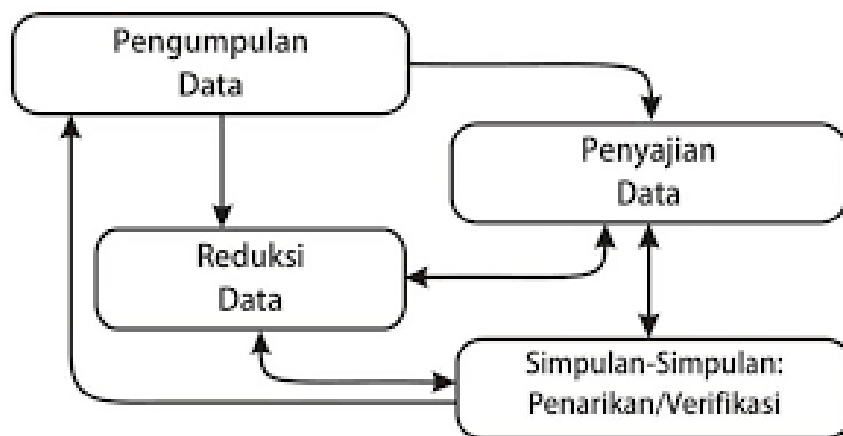 Pengumpulan
Data
Penyajian
Data
Reduksi
Data
Simpulan-Simpulan:
Penarikan/Verifikasi